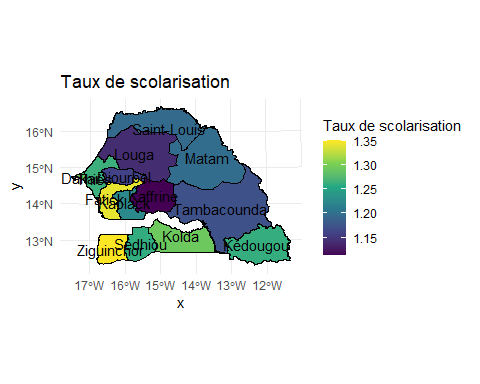 Taux de scolarisation
Taux de scolarisation
1.35
1.30
1.25
1.20
1.15
y
16°N
15°N
14°N
13°N
Saint-Louis
Louga
Matam
Dakar
Thiès
Diourbel
Fatick
Kaolack
Kaffrine
Tambacounda
Kolda
Sédhiou
Kédougou
Ziguinchor
17°W
16°W
15°W
14°W
13°W
12°W
x